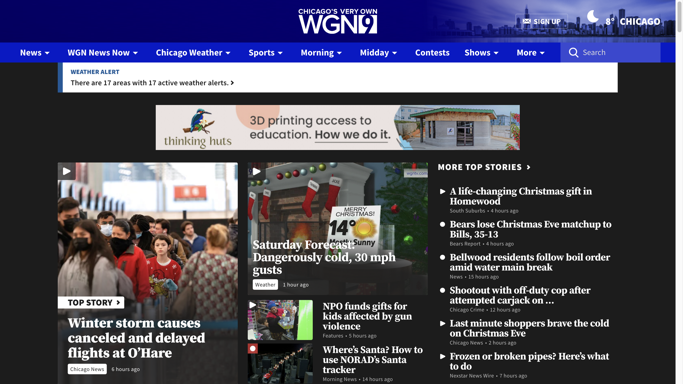 CHICAGO'S VERY OWN
WGN9
SIGN UP
8° CHICAGO
News
WGN News Now
Chicago Weather
Sports
Morning
Midday
Contests
Shows
More
Search
WEATHER ALERT
There are 17 areas with 17 active weather alerts.
thinking huts
3D printing access to
education. How we do it.
TOP STORY
Winter storm causes
canceled and delayed
flights at O'Hare
Chicago News 6 hours ago
MERRY
CHRISTMAS!
14°
Mostly Sunny
Saturday Forecast:
Dangerously cold, 30 mph
gusts
Weather 1 hour ago
NPO funds gifts for
kids affected by gun
violence
Features • 5 hours ago
Where's Santa? How to
use NORAD's Santa
tracker
Morning News • 14 hours ago
MORE TOP STORIES
A life-changing Christmas gift in
Homewood
South Suburbs • 4 hours ago
Bears lose Christmas Eve matchup to
Bills, 35-13
Bears Report • 4 hours ago
Bellwood residents follow boil order
amid water main break
News • 15 hours ago
Shootout with off-duty cop after
attempted carjack on …
Chicago Crime • 12 hours ago
Last minute shoppers brave the cold
on Christmas Eve
Chicago News • 2 hours ago
Frozen or broken pipes? Here's what
to do
Nexstar News Wire • 7 hours ago